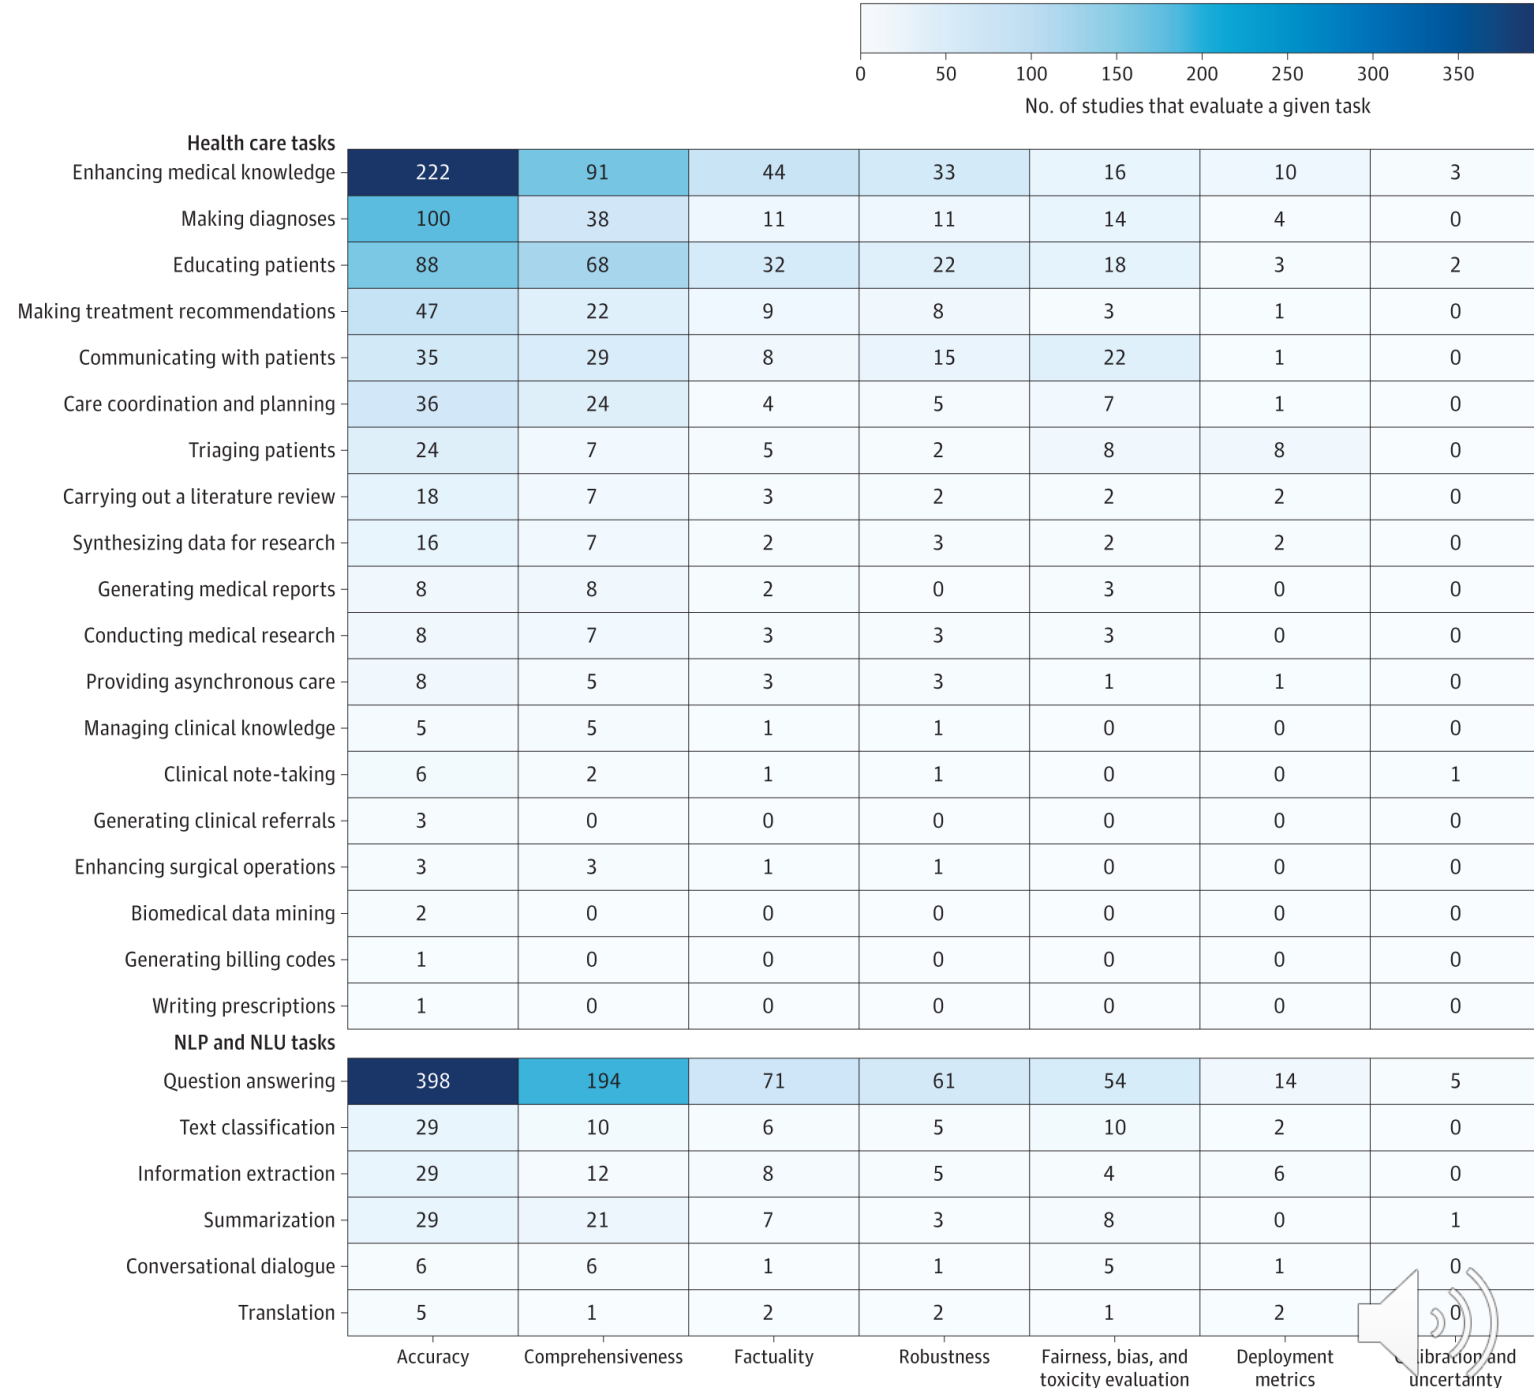 0 50 100 150 200 250 300 350
No. of studies that evaluate a given task
Health care tasks
Enhancing medical knowledge 222 91 44 33 16 10 3
Making diagnoses 100 38 11 11 14 4 0
Educating patients 88 68 32 22 18 3 2
Making treatment recommendations 47 22 9 8 3 1 0
Communicating with patients 35 29 8 15 22 1 0
Care coordination and planning 36 24 4 5 7 1 0
Triaging patients 24 7 5 2 8 8 0
Carrying out a literature review 18 7 3 2 2 2 0
Synthesizing data for research 16 7 2 3 2 2 0
Generating medical reports 8 8 2 0 3 0 0
Conducting medical research 8 7 3 3 3 0 0
Providing asynchronous care 8 5 3 3 1 1 0
Managing clinical knowledge 5 5 1 1 0 0 0
Clinical note-taking 6 2 1 1 0 0 1
Generating clinical referrals 3 0 0 0 0 0 0
Enhancing surgical operations 3 3 1 1 0 0 0
Biomedical data mining 2 0 0 0 0 0 0
Generating billing codes 1 0 0 0 0 0 0
Writing prescriptions 1 0 0 0 0 0 0
NLP and NLU tasks
Question answering 398 194 71 61 54 14 5
Text classification 29 10 6 5 10 2 0
Information extraction 29 12 8 5 4 6 0
Summarization 29 21 7 3 8 0 1
Conversational dialogue 6 6 1 1 5 1 0
Translation 5 1 2 2 1 2 0
Accuracy Comprehensiveness Factuality Robustness Fairness, bias, and Deployment Calibration and
toxicity evaluation metrics uncertainty